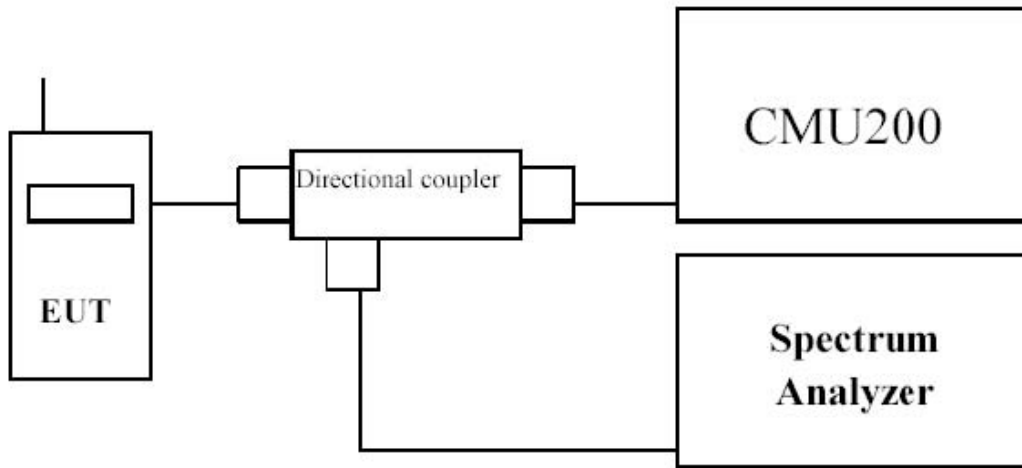 CMU200
Directional coupler
EUT
Spectrum
Analyzer